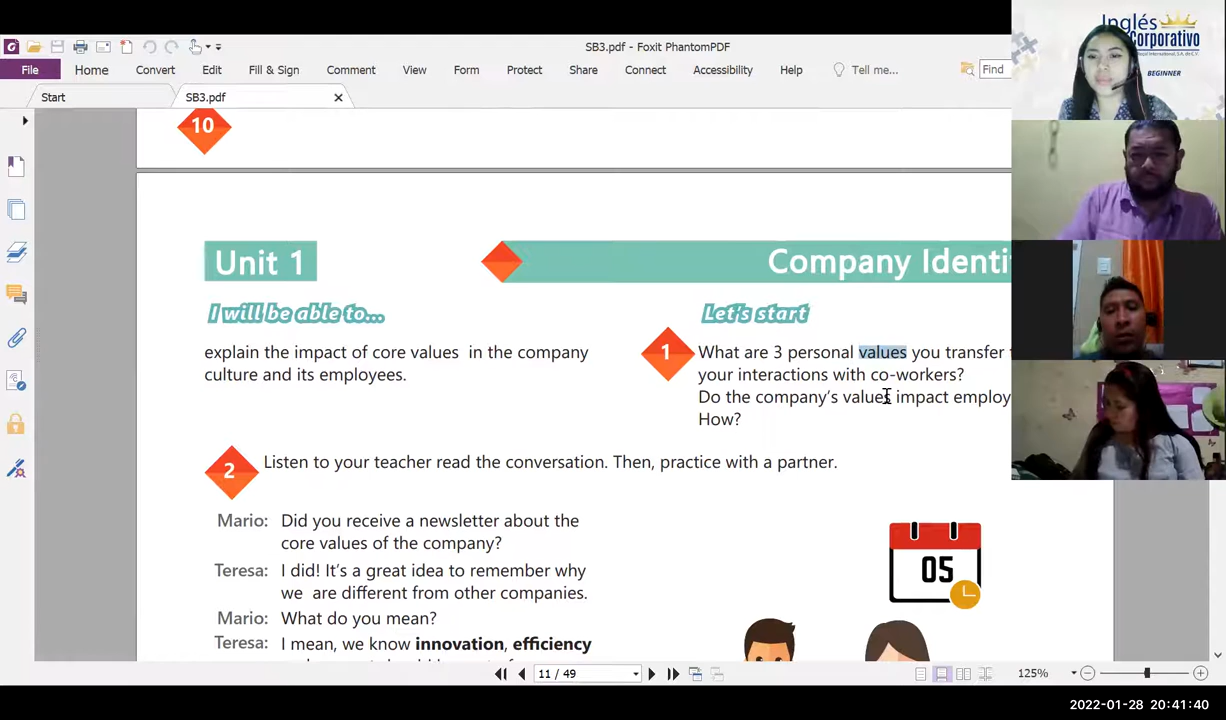 SB3.pdf - Foxit PhantomPDF
File Home Convert Edit Fill & Sign Comment View Form Protect Share Connect Accessibility Help Tell me... Find
Start SB3.pdf
10
Unit 1
Company Identi
I will be able to...
explain the impact of core values in the company
culture and its employees.
Let's start
1
What are 3 personal values you transfer
your interactions with co-workers?
Do the company's values impact employ
How?
2
Listen to your teacher read the conversation. Then, practice with a partner.
Mario: Did you receive a newsletter about the
core values of the company?
Teresa: I did! It's a great idea to remember why
we are different from other companies.
Mario: What do you mean?
Teresa: I mean, we know innovation, efficiency
05
11 / 49
125%
Inglés
Corporativo
BEGINNER
2022-01-28 20:41:40